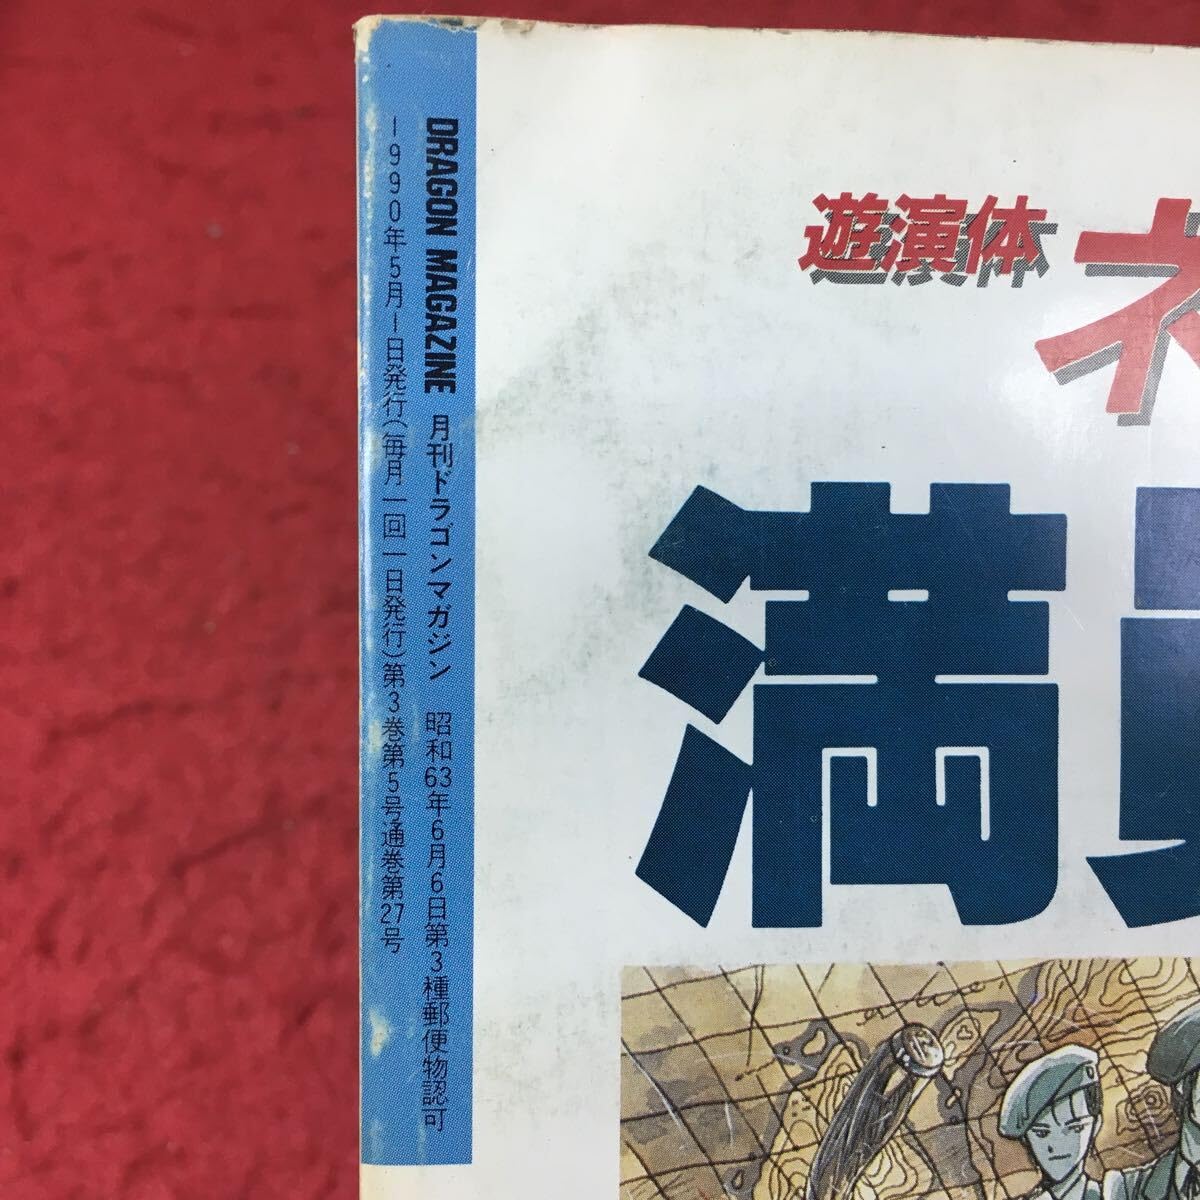 DRAGON MAGAZINE 月刊ドラゴンマガジン 昭和63年6月6日第3種郵便物認可
1990年5月1日発行(毎月一回一日発行)第3巻第5号通巻第27号
遊演体
ネ
満